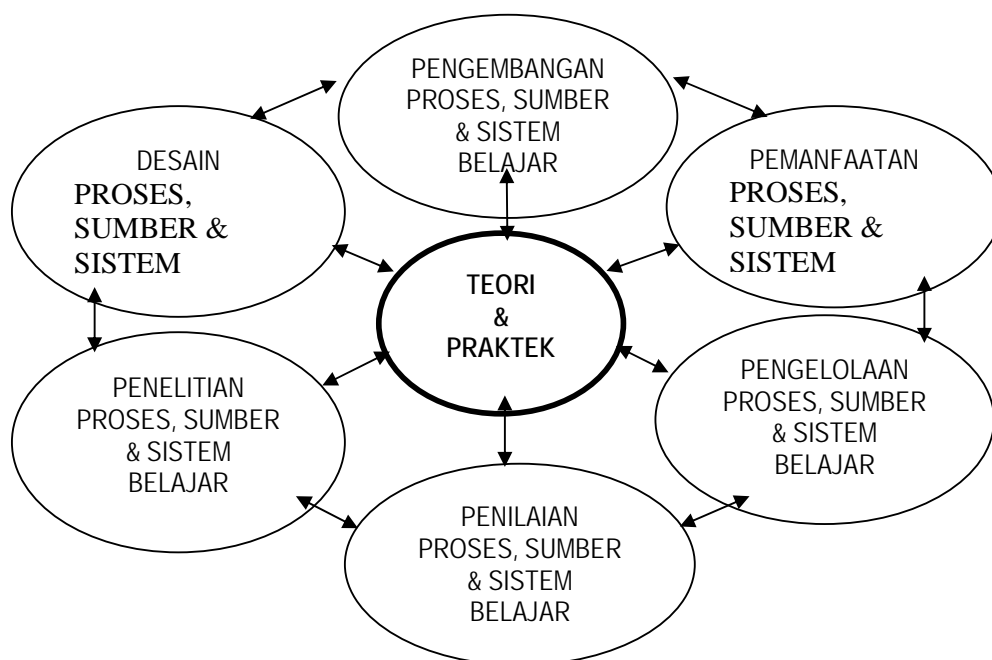 PENGEMBANGAN
PROSES, SUMBER
& SISTEM
BELAJAR
DESAIN
PROSES,
SUMBER &
SISTEM
PEMANFAATAN
PROSES,
SUMBER &
SISTEM
TEORI
&
PRAKTEK
PENELITIAN
PROSES, SUMBER
& SISTEM
BELAJAR
PENGELOLAAN
PROSES, SUMBER
& SISTEM
BELAJAR
PENILAIAN
PROSES, SUMBER
& SISTEM
BELAJAR